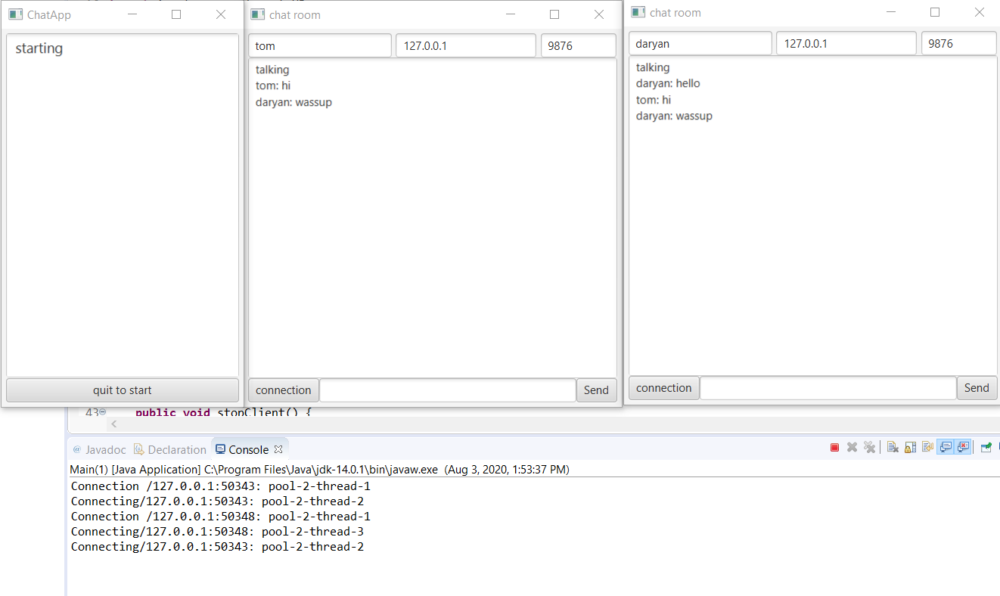 ChatApp
starting
quit to start
chat room
tom 127.0.0.1 9876
talking
tom: hi
daryan: wassup
connection Send
chat room
daryan 127.0.0.1 9876
talking
daryan: hello
tom: hi
daryan: wassup
connection Send
43 public void stopClient() {
@ Javadoc Declaration Console
Main(1) [Java Application] C:\Program Files\Java\jdk-14.0.1\bin\javaw.exe (Aug 3, 2020, 1:53:37 PM)
Connection /127.0.0.1:50343: pool-2-thread-1
Connecting/127.0.0.1:50343: pool-2-thread-2
Connection /127.0.0.1:50348: pool-2-thread-1
Connecting/127.0.0.1:50348: pool-2-thread-3
Connecting/127.0.0.1:50343: pool-2-thread-2